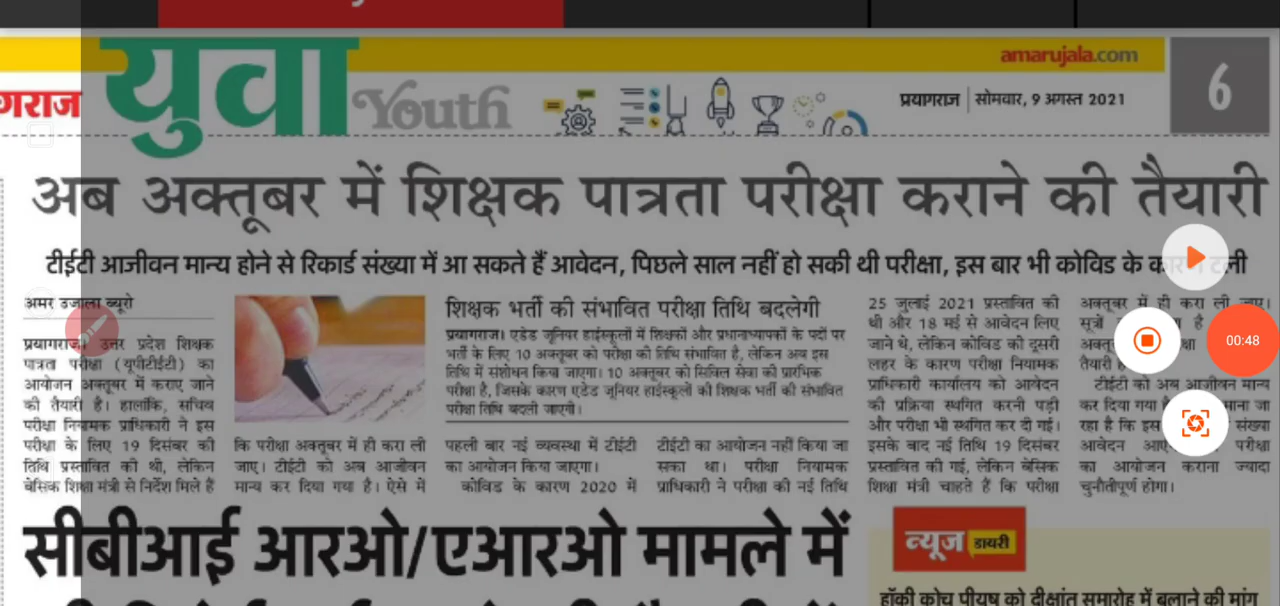 युवा
Youth
amarujala.com
6
गराज
प्रयागराज | सोमवार, 9 अगस्त 2021
अब अक्तूबर में शिक्षक पात्रता परीक्षा कराने की तैयारी
टीईटी आजीवन मान्य होने से रिकार्ड संख्या में आ सकते हैं आवेदन, पिछले साल नहीं हो सकी थी परीक्षा, इस बार भी कोविड के टली
अमर उजाला ब्यूरो
प्रयागराज। उत्तर प्रदेश शिक्षक
पात्रता परीक्षा (यूपीटीईटी) का
आयोजन अक्तूबर में कराए जाने
की तैयारी है। हालांकि, सचिव
परीक्षा नियामक प्राधिकारी ने इस
परीक्षा के लिए 19 दिसंबर की
तिथि प्रस्तावित की थी, लेकिन
बेसिक शिक्षा मंत्री से निर्देश मिले हैं
कि परीक्षा अक्तूबर में ही करा ली
जाए। टीईटी को अब आजीवन
मान्य कर दिया गया है। ऐसे में
शिक्षक भर्ती की संभावित परीक्षा तिथि बदलेगी
प्रयागराज। एडेड जूनियर हाईस्कूलों में शिक्षकों और प्रधानाध्यापकों के पदों पर
भर्ती के लिए 10 अक्तूबर को परीक्षा की तिथि संभावित है, लेकिन अब इस
तिथि में संशोधन किया जाएगा। 10 अक्तूबर को सिविल सेवा की प्रारंभिक
परीक्षा है, जिसके कारण एडेड जूनियर हाईस्कूलों की शिक्षक भर्ती की संभावित
परीक्षा तिथि बदली जाएगी।
पहली बार नई व्यवस्था में टीईटी
का आयोजन किया जाएगा।
कोविड के कारण 2020 में
टीईटी का आयोजन नहीं किया जा
सका था। परीक्षा नियामक
प्राधिकारी ने परीक्षा की नई तिथि
25 जुलाई 2021 प्रस्तावित की
थी और 18 मई से आवेदन लिए
जाने थे, लेकिन कोविड की दूसरी
लहर के कारण परीक्षा नियामक
प्राधिकारी कार्यालय को आवेदन
की प्रक्रिया स्थगित करनी पड़ी
और परीक्षा भी स्थगित कर दी गई।
इसके बाद नई तिथि 19 दिसंबर
प्रस्तावित की गई, लेकिन बेसिक
शिक्षा मंत्री चाहते हैं कि परीक्षा
अक्तूबर में ही करा ली जाए।
सूत्रों है
तैयारी
टीईटी को अब आजीवन मान्य
कर दिया गया माना जा
रहा है कि इस संख्या
आवेदन परीक्षा
का आयोजन कराना ज्यादा
चुनौतीपूर्ण होगा।
00:48
सीबीआई आरओ/एआरओ मामले में
न्यूज डायरी
हॉकी कोच पीयूष को दीक्षांत समारोह में बुलाने की मांग